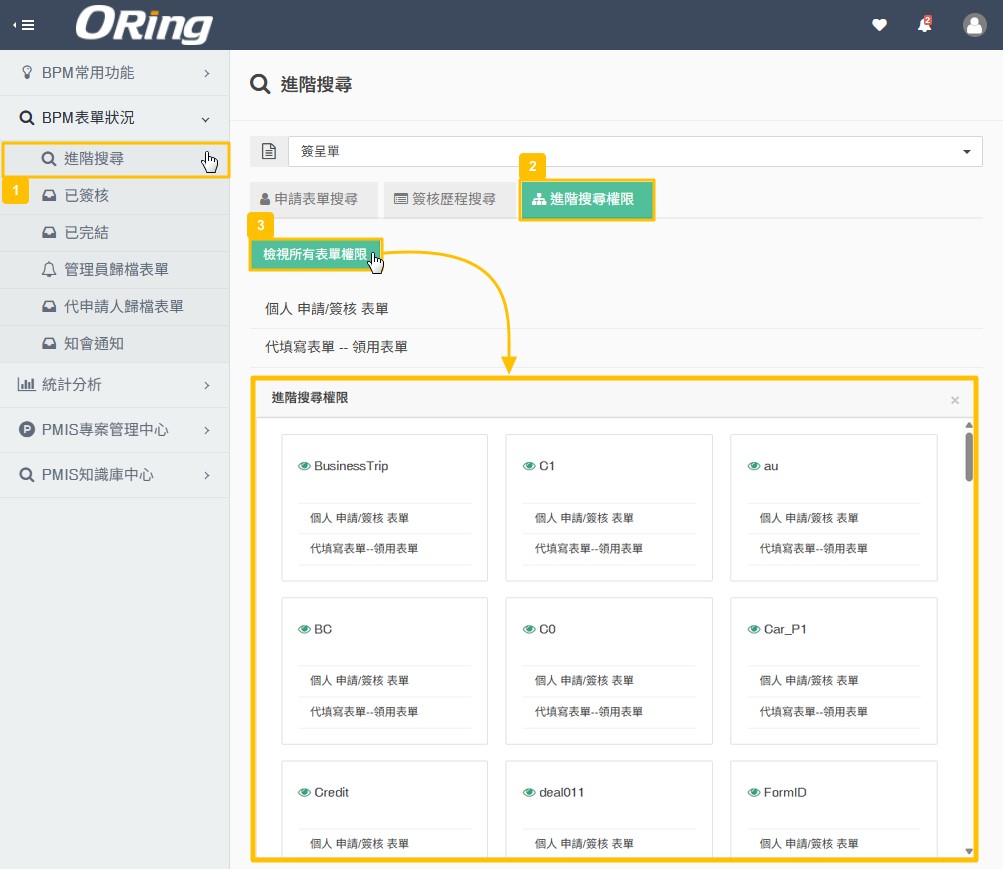 ORing
2
BPM常用功能
BPM表單狀況
進階搜尋
1
已簽核
已完結
管理員歸檔表單
代申請人歸檔表單
知會通知
統計分析
P PMIS專案管理中心
PMIS知識庫中心
進階搜尋
簽呈單
2
申請表單搜尋 簽核歷程搜尋 進階搜尋權限
3
檢視所有表單權限
個人 申請/簽核 表單
代填寫表單 -- 領用表單
進階搜尋權限 ×
BusinessTrip
個人 申請/簽核 表單
代填寫表單--領用表單
C1
個人 申請/簽核 表單
代填寫表單--領用表單
au
個人 申請/簽核 表單
代填寫表單--領用表單
BC
個人 申請/簽核 表單
代填寫表單--領用表單
C0
個人 申請/簽核 表單
代填寫表單--領用表單
Car_P1
個人 申請/簽核 表單
代填寫表單--領用表單
Credit
個人 申請/簽核 表單
deal011
個人 申請/簽核 表單
FormID
個人 申請/簽核 表單